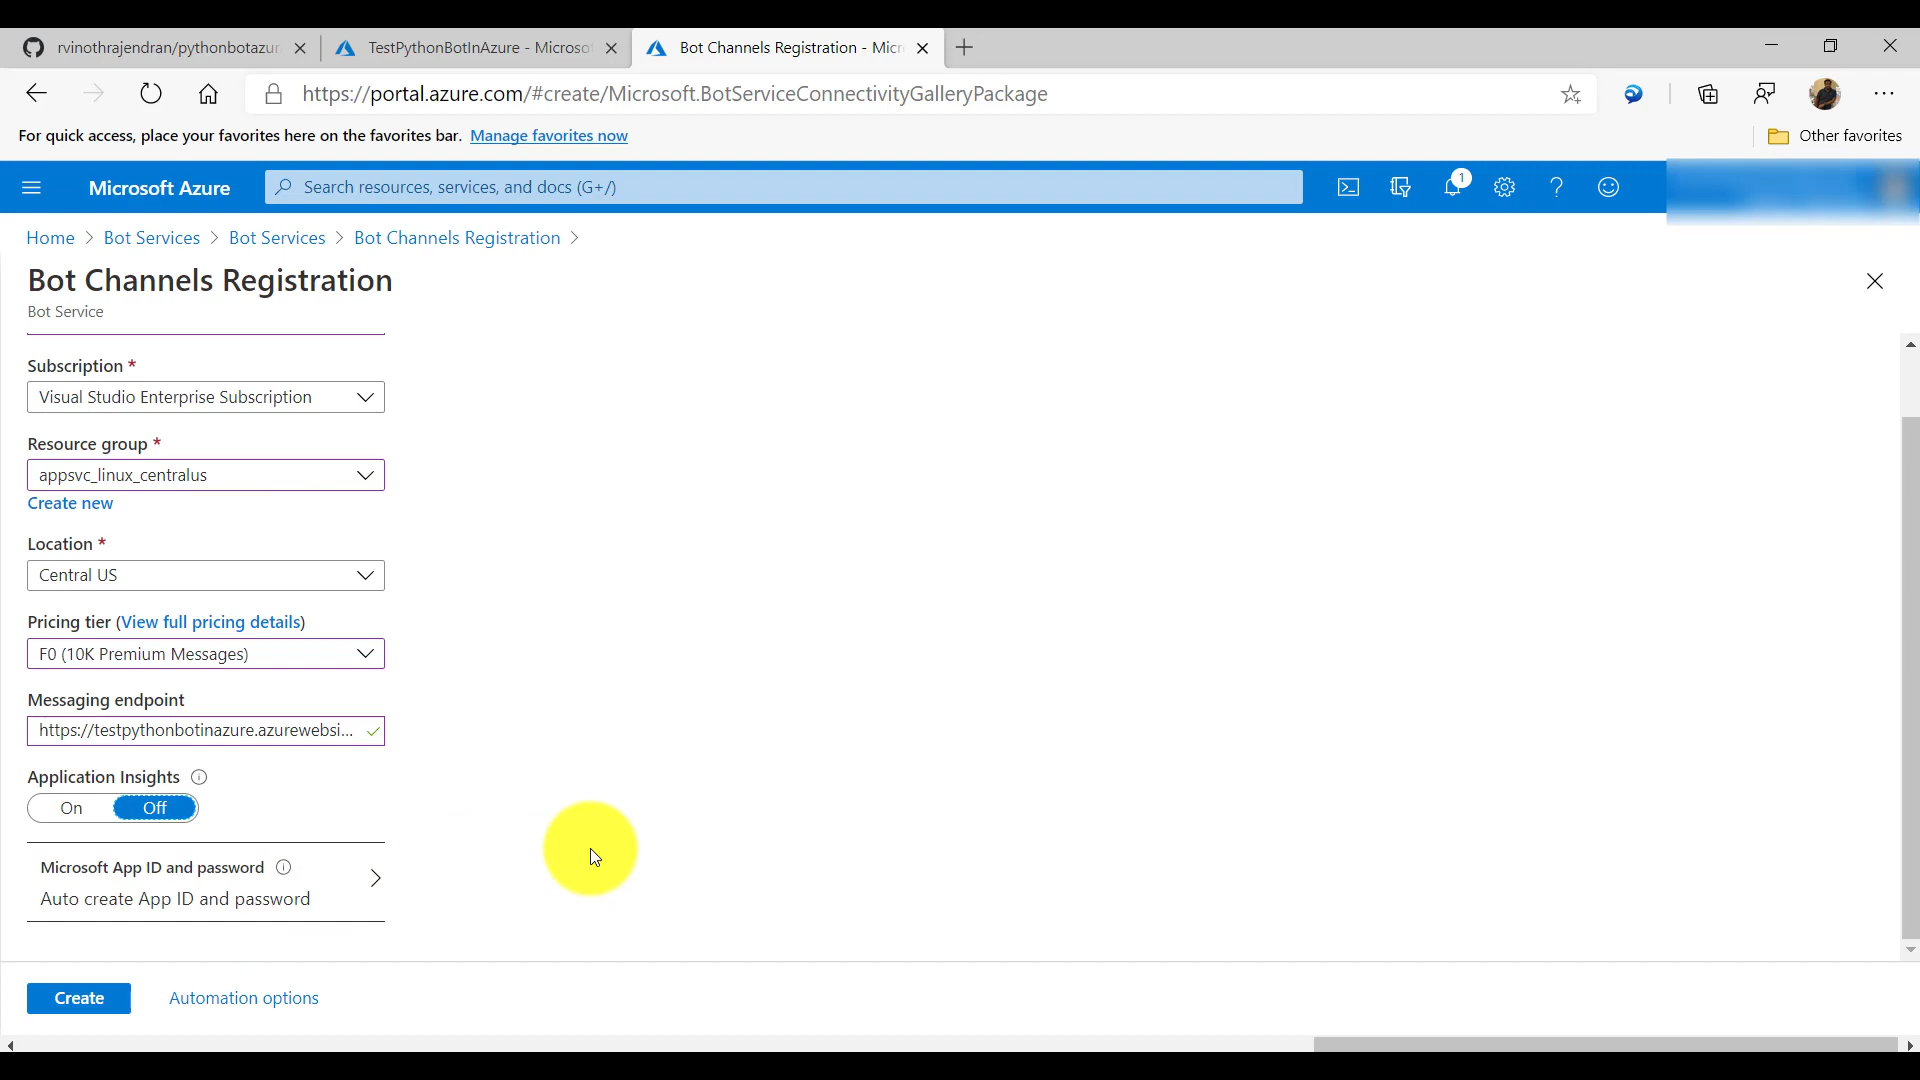 rvinothrajendran/pythonbotazur
TestPythonBotInAzure - Microso
Bot Channels Registration - Micr
https://portal.azure.com/#create/Microsoft.BotServiceConnectivityGalleryPackage
For quick access, place your favorites here on the favorites bar. Manage favorites now
Other favorites
Microsoft Azure
Search resources, services, and docs (G+/)
1
Home > Bot Services > Bot Services > Bot Channels Registration >
Bot Channels Registration
Bot Service
Subscription *
Visual Studio Enterprise Subscription
Resource group *
appsvc_linux_centralus
Create new
Location *
Central US
Pricing tier (View full pricing details)
F0 (10K Premium Messages)
Messaging endpoint
https://testpythonbotinazure.azurewebsi...
Application Insights
On Off
Microsoft App ID and password
Auto create App ID and password
Create
Automation options